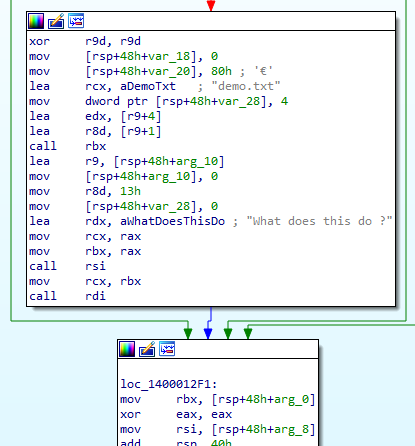 xor r9d, r9d
mov [rsp+48h+var_18], 0
mov [rsp+48h+var_20], 80h ; '€'
lea rcx, aDemoTxt ; "demo.txt"
mov dword ptr [rsp+48h+var_28], 4
lea edx, [r9+4]
lea r8d, [r9+1]
call rbx
lea r9, [rsp+48h+arg_10]
mov [rsp+48h+arg_10], 0
mov r8d, 13h
mov [rsp+48h+var_28], 0
lea rdx, aWhatDoesThisDo ; "What does this do ?"
mov rcx, rax
mov rbx, rax
call rsi
mov rcx, rbx
call rdi
loc_1400012F1:
mov rbx, [rsp+48h+arg_0]
xor eax, eax
mov rsi, [rsp+48h+arg_8]
add rsp, 40h